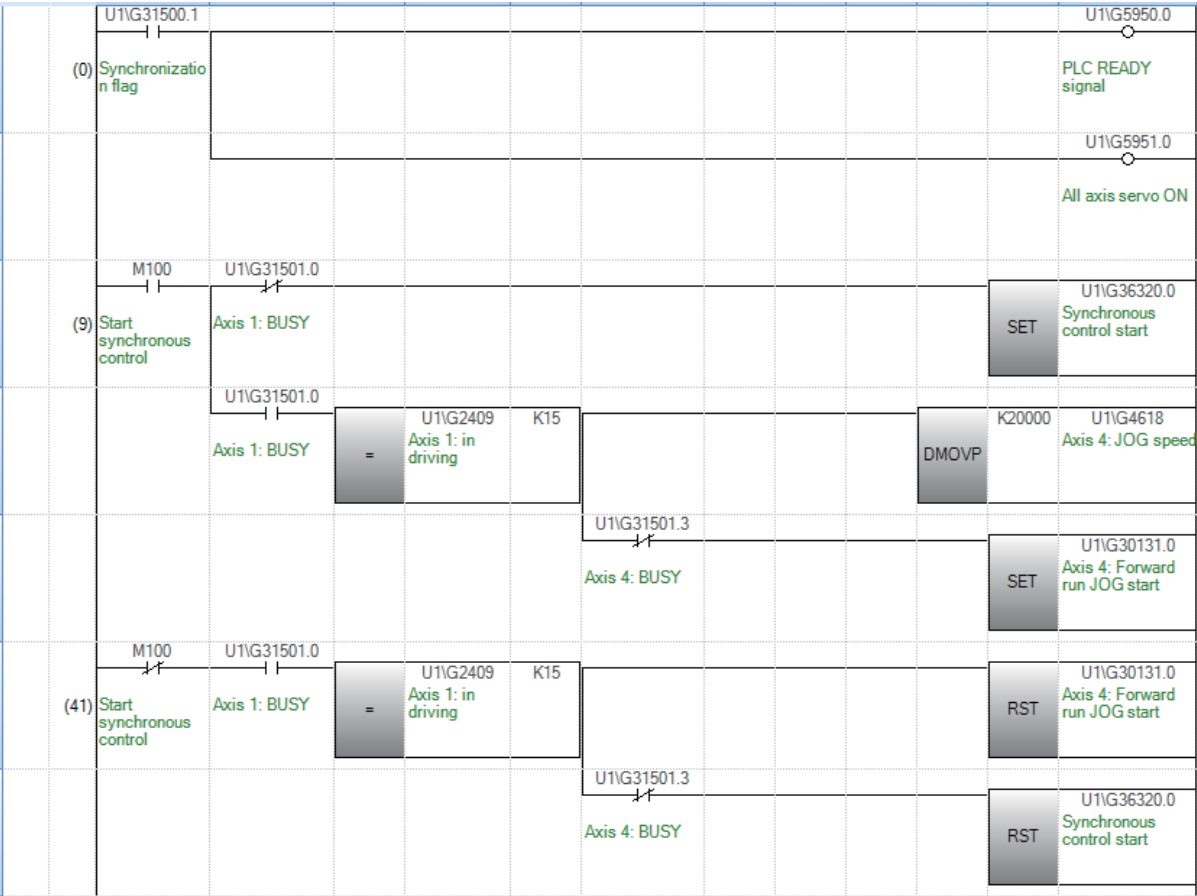 U1\G31500.1 U1\G5950.0
(0) Synchronizatio PLC READY
n flag signal
U1\G5951.0
All axis servo ON
M100 U1\G31501.0
U1\G36320.0
(9) Start Axis 1: BUSY SET Synchronous
synchronous control start
control
U1\G31501.0
U1\G2409 K15 K20000 U1\G4618
Axis 1: BUSY = Axis 1: in DMOVP Axis 4: JOG speed
driving
U1\G31501.3
U1\G30131.0
Axis 4: BUSY SET Axis 4: Forward
run JOG start
M100 U1\G31501.0
U1\G2409 K15 U1\G30131.0
(41) Start Axis 1: BUSY = Axis 1: in RST Axis 4: Forward
synchronous driving run JOG start
control
U1\G31501.3
U1\G36320.0
Axis 4: BUSY RST Synchronous
control start